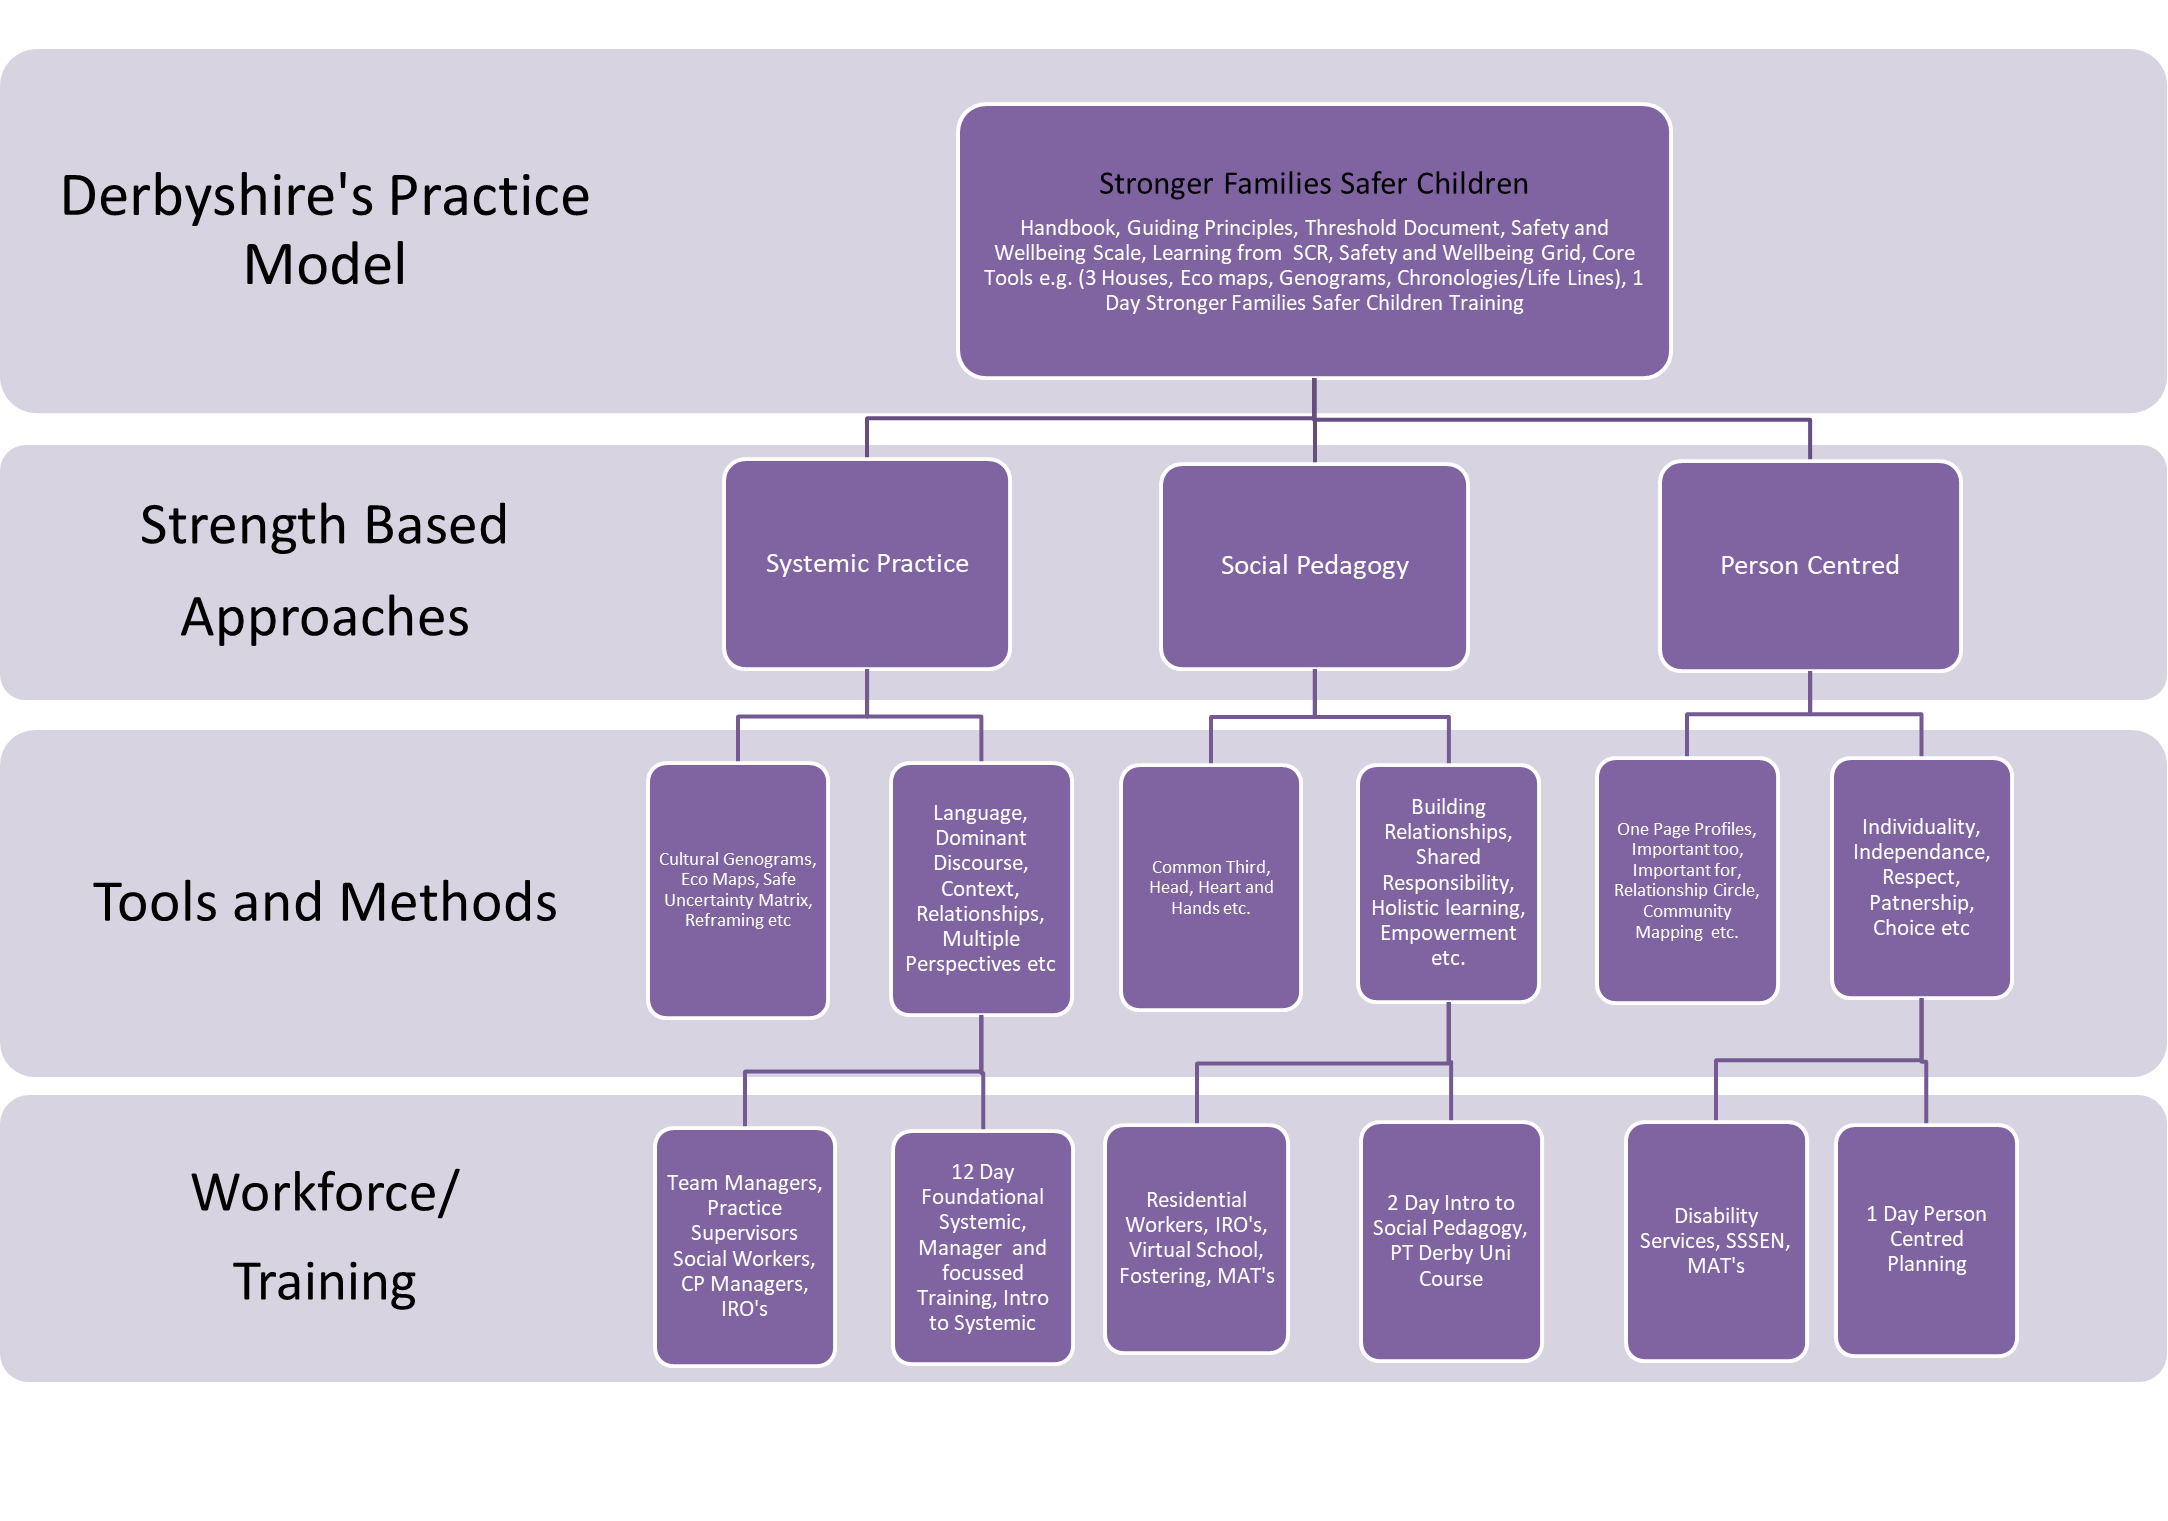 Derbyshire's Practice
Model
Stronger Families Safer Children
Handbook, Guiding Principles, Threshold Document, Safety and
Wellbeing Scale, Learning from  SCR, Safety and Wellbeing Grid, Core
Tools e.g. (3 Houses, Eco maps, Genograms, Chronologies/Life Lines), 1
Day Stronger Families Safer Children Training
Strength Based
Approaches
Systemic Practice
Social Pedagogy
Person Centred
Tools and Methods
Cultural Genograms,
Eco Maps, Safe
Uncertainty Matrix,
Reframing etc
Language,
Dominant
Discourse,
Context,
Relationships,
Multiple
Perspectives etc
Common Third,
Head, Heart and
Hands etc.
Building
Relationships,
Shared
Responsibility,
Holistic learning,
Empowerment
etc.
One Page Profiles,
Important too,
Important for,
Relationship Circle,
Community
Mapping  etc.
Individuality,
Independance,
Respect,
Patnership,
Choice etc
Workforce/
Training
Team Managers,
Practice
Supervisors
Social Workers,
CP Managers,
IRO's
12 Day
Foundational
Systemic,
Manager  and
focussed
Training, Intro
to Systemic
Residential
Workers, IRO's,
Virtual School,
Fostering, MAT's
2 Day Intro to
Social Pedagogy,
PT Derby Uni
Course
Disability
Services, SSSEN,
MAT's
1 Day Person
Centred
Planning